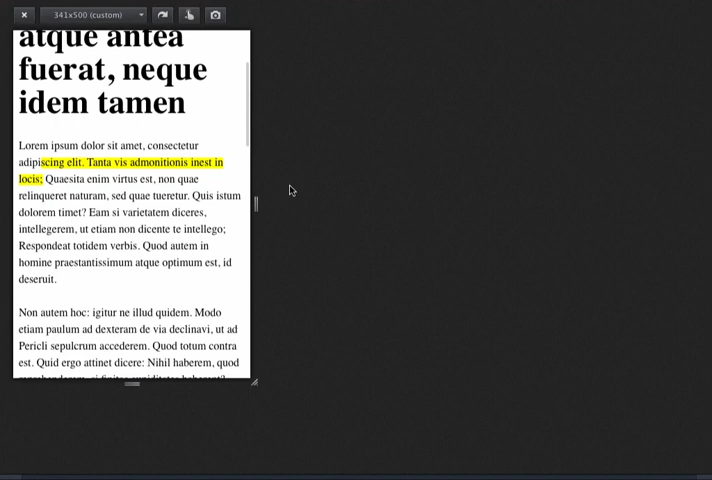 341x500 (custom)
atque antea
fuerat, neque
idem tamen
Lorem ipsum dolor sit amet, consectetur
adipiscing elit. Tanta vis admonitionis inest in
locis; Quaesita enim virtus est, non quae
relinqueret naturam, sed quae tueretur. Quis istum
dolorem timet? Eam si varietatem diceres,
intellegerem, ut etiam non dicente te intellego;
Respondeat totidem verbis. Quod autem in
homine praestantissimum atque optimum est, id
deseruit.
Non autem hoc: igitur ne illud quidem. Modo
etiam paulum ad dexteram de via declinavi, ut ad
Pericli sepulcrum accederem. Quod totum contra
est. Quid ergo attinet dicere: Nihil haberem, quod